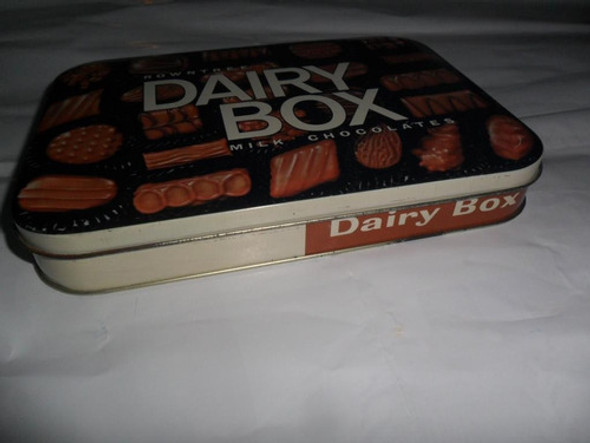 ROWNTREE
DAIRY
BOX
MILK CHOCOLATES
Dairy Box